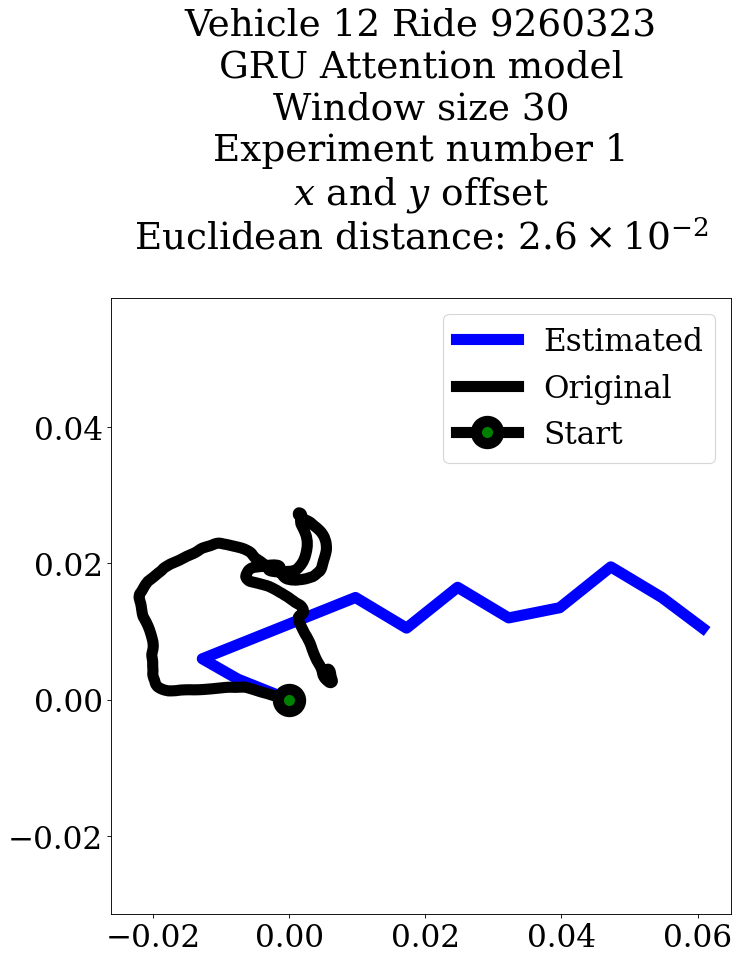 Vehicle 12 Ride 9260323
GRU Attention model
Window size 30
Experiment number 1
x and y offset
Euclidean distance: 2.6 × 10⁻²
Estimated
Original
Start
0.04
0.02
0.00
−0.02
−0.02 0.00 0.02 0.04 0.06